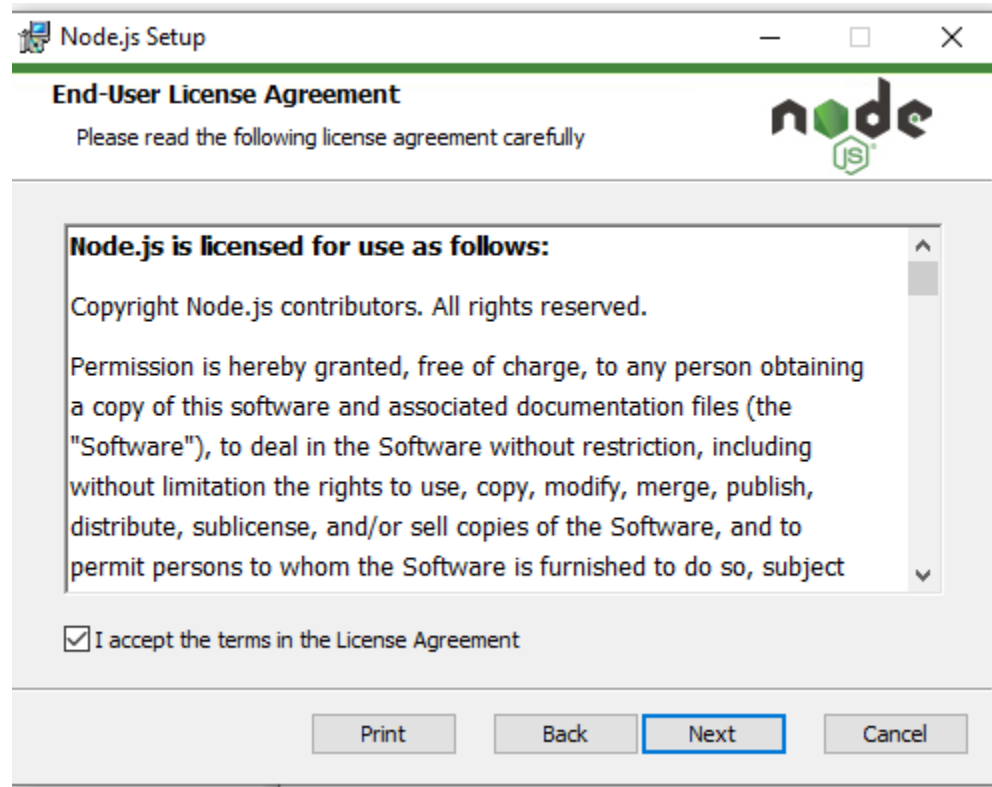 Node.js Setup
End-User License Agreement
Please read the following license agreement carefully
node
JS
Node.js is licensed for use as follows:
Copyright Node.js contributors. All rights reserved.
Permission is hereby granted, free of charge, to any person obtaining
a copy of this software and associated documentation files (the
"Software"), to deal in the Software without restriction, including
without limitation the rights to use, copy, modify, merge, publish,
distribute, sublicense, and/or sell copies of the Software, and to
permit persons to whom the Software is furnished to do so, subject
I accept the terms in the License Agreement
Print Back Next Cancel